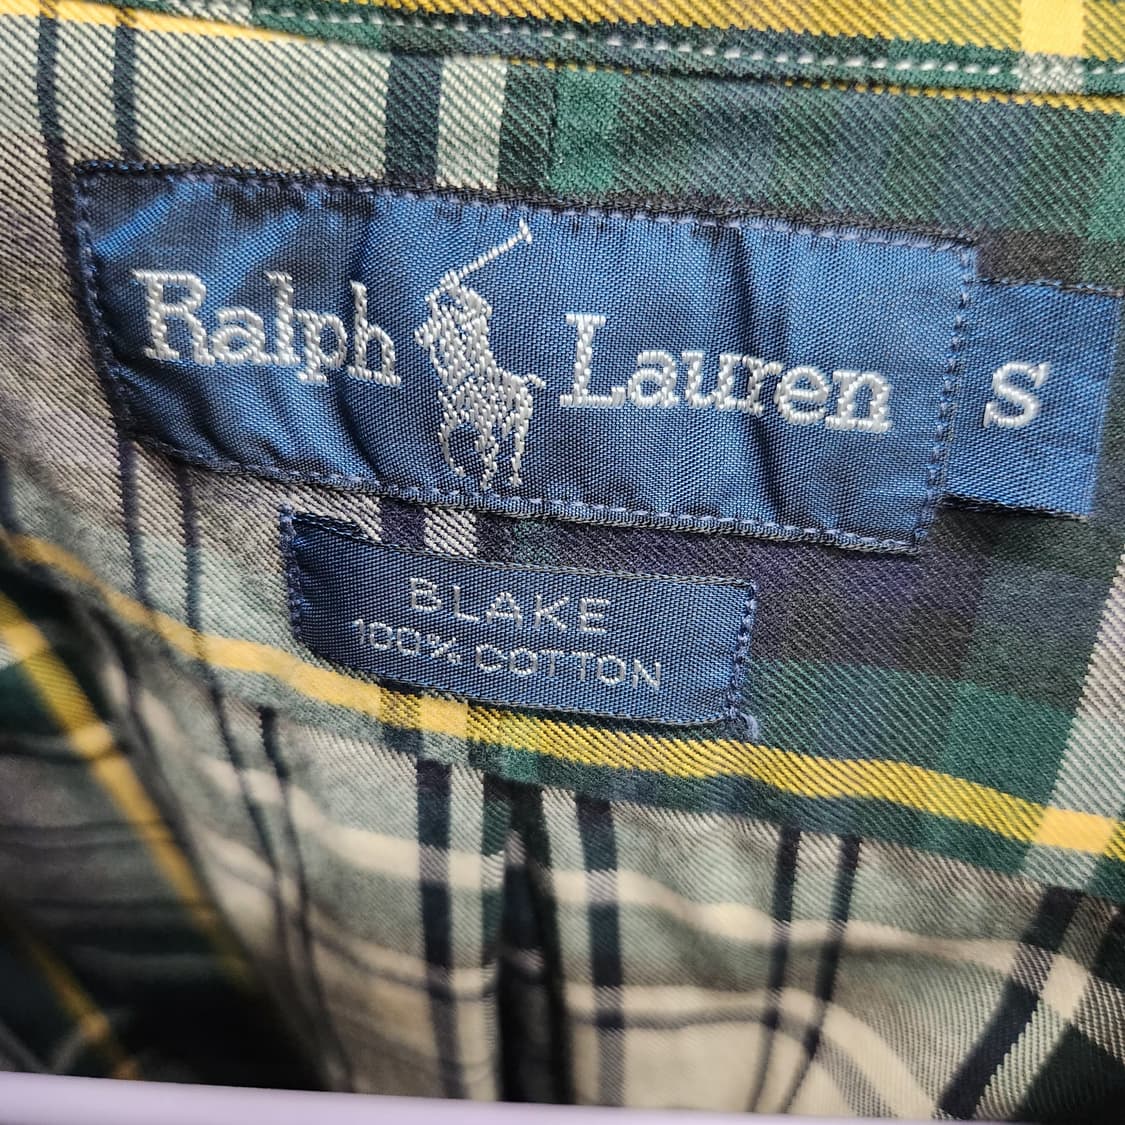 Ralph Lauren S
BLAKE
100% COTTON